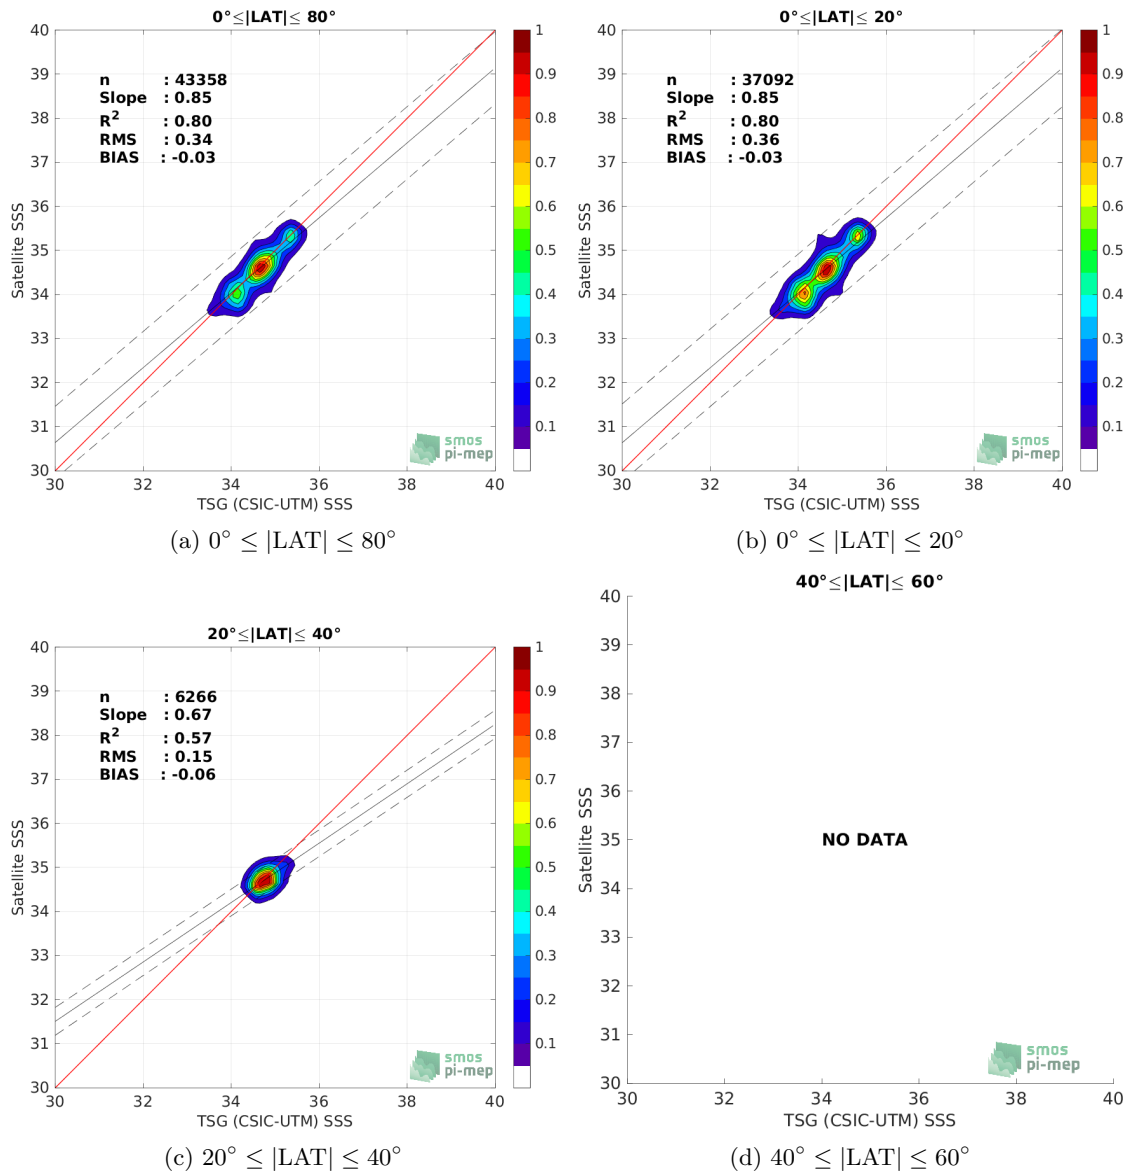 0°≤|LAT|≤ 80°
40
39
38
37
36
35
34
33
32
31
30
Satellite SSS
n : 43358
Slope : 0.85
R² : 0.80
RMS : 0.34
BIAS : -0.03
smos
pi-mep
30 32 34 36 38 40
TSG (CSIC-UTM) SSS
1
0.9
0.8
0.7
0.6
0.5
0.4
0.3
0.2
0.1
(a) 0° ≤ |LAT| ≤ 80°
0°≤|LAT|≤ 20°
40
39
38
37
36
35
34
33
32
31
30
Satellite SSS
n : 37092
Slope : 0.85
R² : 0.80
RMS : 0.36
BIAS : -0.03
smos
pi-mep
30 32 34 36 38 40
TSG (CSIC-UTM) SSS
1
0.9
0.8
0.7
0.6
0.5
0.4
0.3
0.2
0.1
(b) 0° ≤ |LAT| ≤ 20°
20°≤|LAT|≤ 40°
40
39
38
37
36
35
34
33
32
31
30
Satellite SSS
n : 6266
Slope : 0.67
R² : 0.57
RMS : 0.15
BIAS : -0.06
smos
pi-mep
30 32 34 36 38 40
TSG (CSIC-UTM) SSS
1
0.9
0.8
0.7
0.6
0.5
0.4
0.3
0.2
0.1
(c) 20° ≤ |LAT| ≤ 40°
40°≤|LAT|≤ 60°
40
39
38
37
36
35
34
33
32
31
30
Satellite SSS
NO DATA
smos
pi-mep
30 32 34 36 38 40
TSG (CSIC-UTM) SSS
(d) 40° ≤ |LAT| ≤ 60°